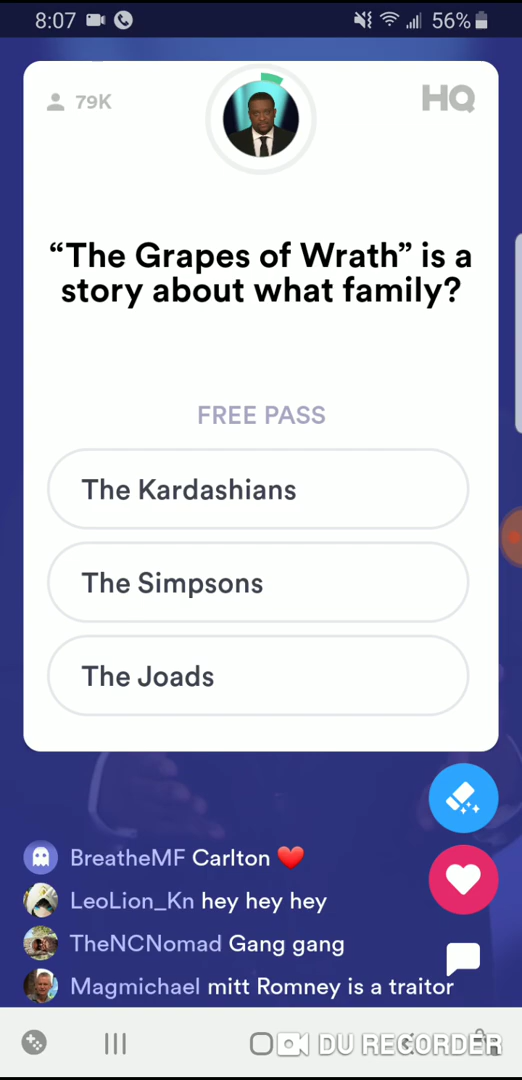 8:07 56%
79K HQ
“The Grapes of Wrath” is a
story about what family?
FREE PASS
The Kardashians
The Simpsons
The Joads
BreatheMF Carlton ❤️
LeoLion_Kn hey hey hey
TheNCNomad Gang gang
Magmichael mitt Romney is a traitor
DU RECORDER